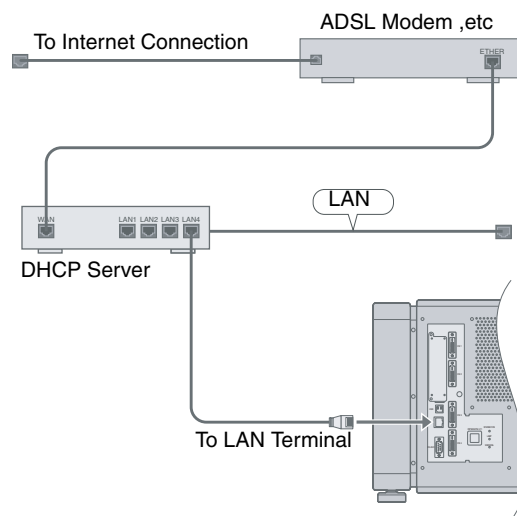 ADSL Modem ,etc
To Internet Connection
ETHER
LAN
WAN
LAN1 LAN2 LAN3 LAN4
DHCP Server
To LAN Terminal